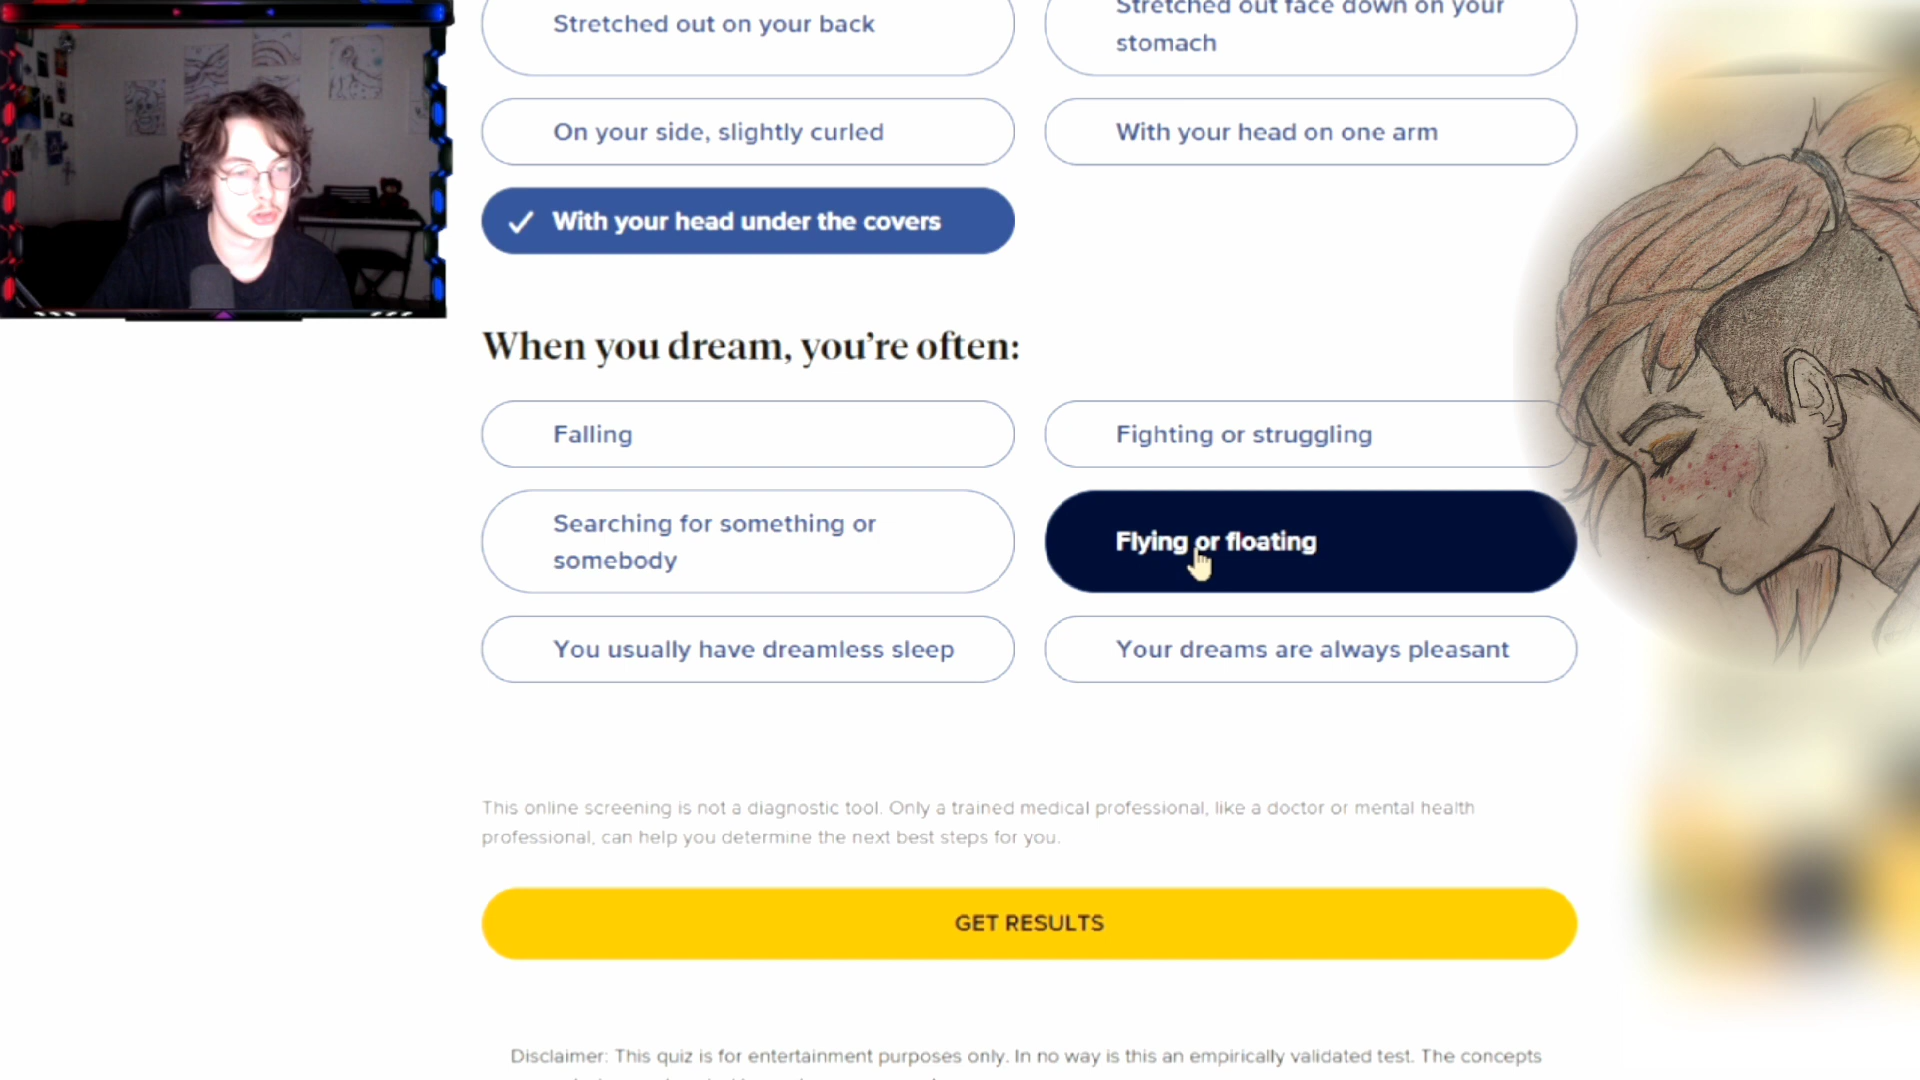 Stretched out on your back
Stretched out face down on your
stomach
On your side, slightly curled
With your head on one arm
With your head under the covers
When you dream, you're often:
Falling
Fighting or struggling
Searching for something or
somebody
Flying or floating
You usually have dreamless sleep
Your dreams are always pleasant
This online screening is not a diagnostic tool. Only a trained medical professional, like a doctor or mental health
professional, can help you determine the next best steps for you.
GET RESULTS
Disclaimer: This quiz is for entertainment purposes only. In no way is this an empirically validated test. The concepts